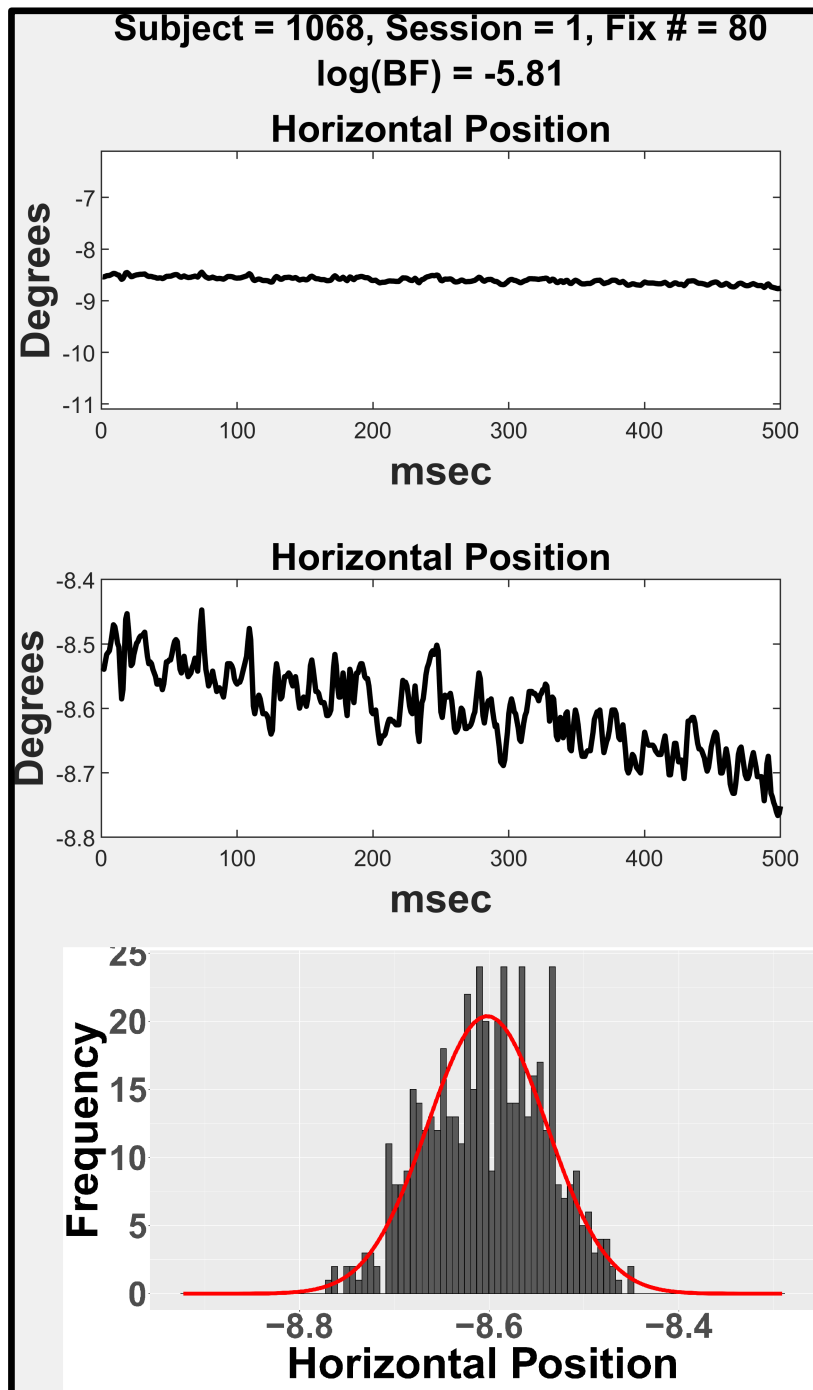 Subject = 1068, Session = 1, Fix # = 80
log(BF) = -5.81
Horizontal Position
-7
-8
-9
-10
-11
Degrees
0 100 200 300 400 500
msec
Horizontal Position
-8.4
-8.5
-8.6
-8.7
-8.8
Degrees
0 100 200 300 400 500
msec
25
20
15
10
5
0
Frequency
−8.8 −8.6 −8.4
Horizontal Position